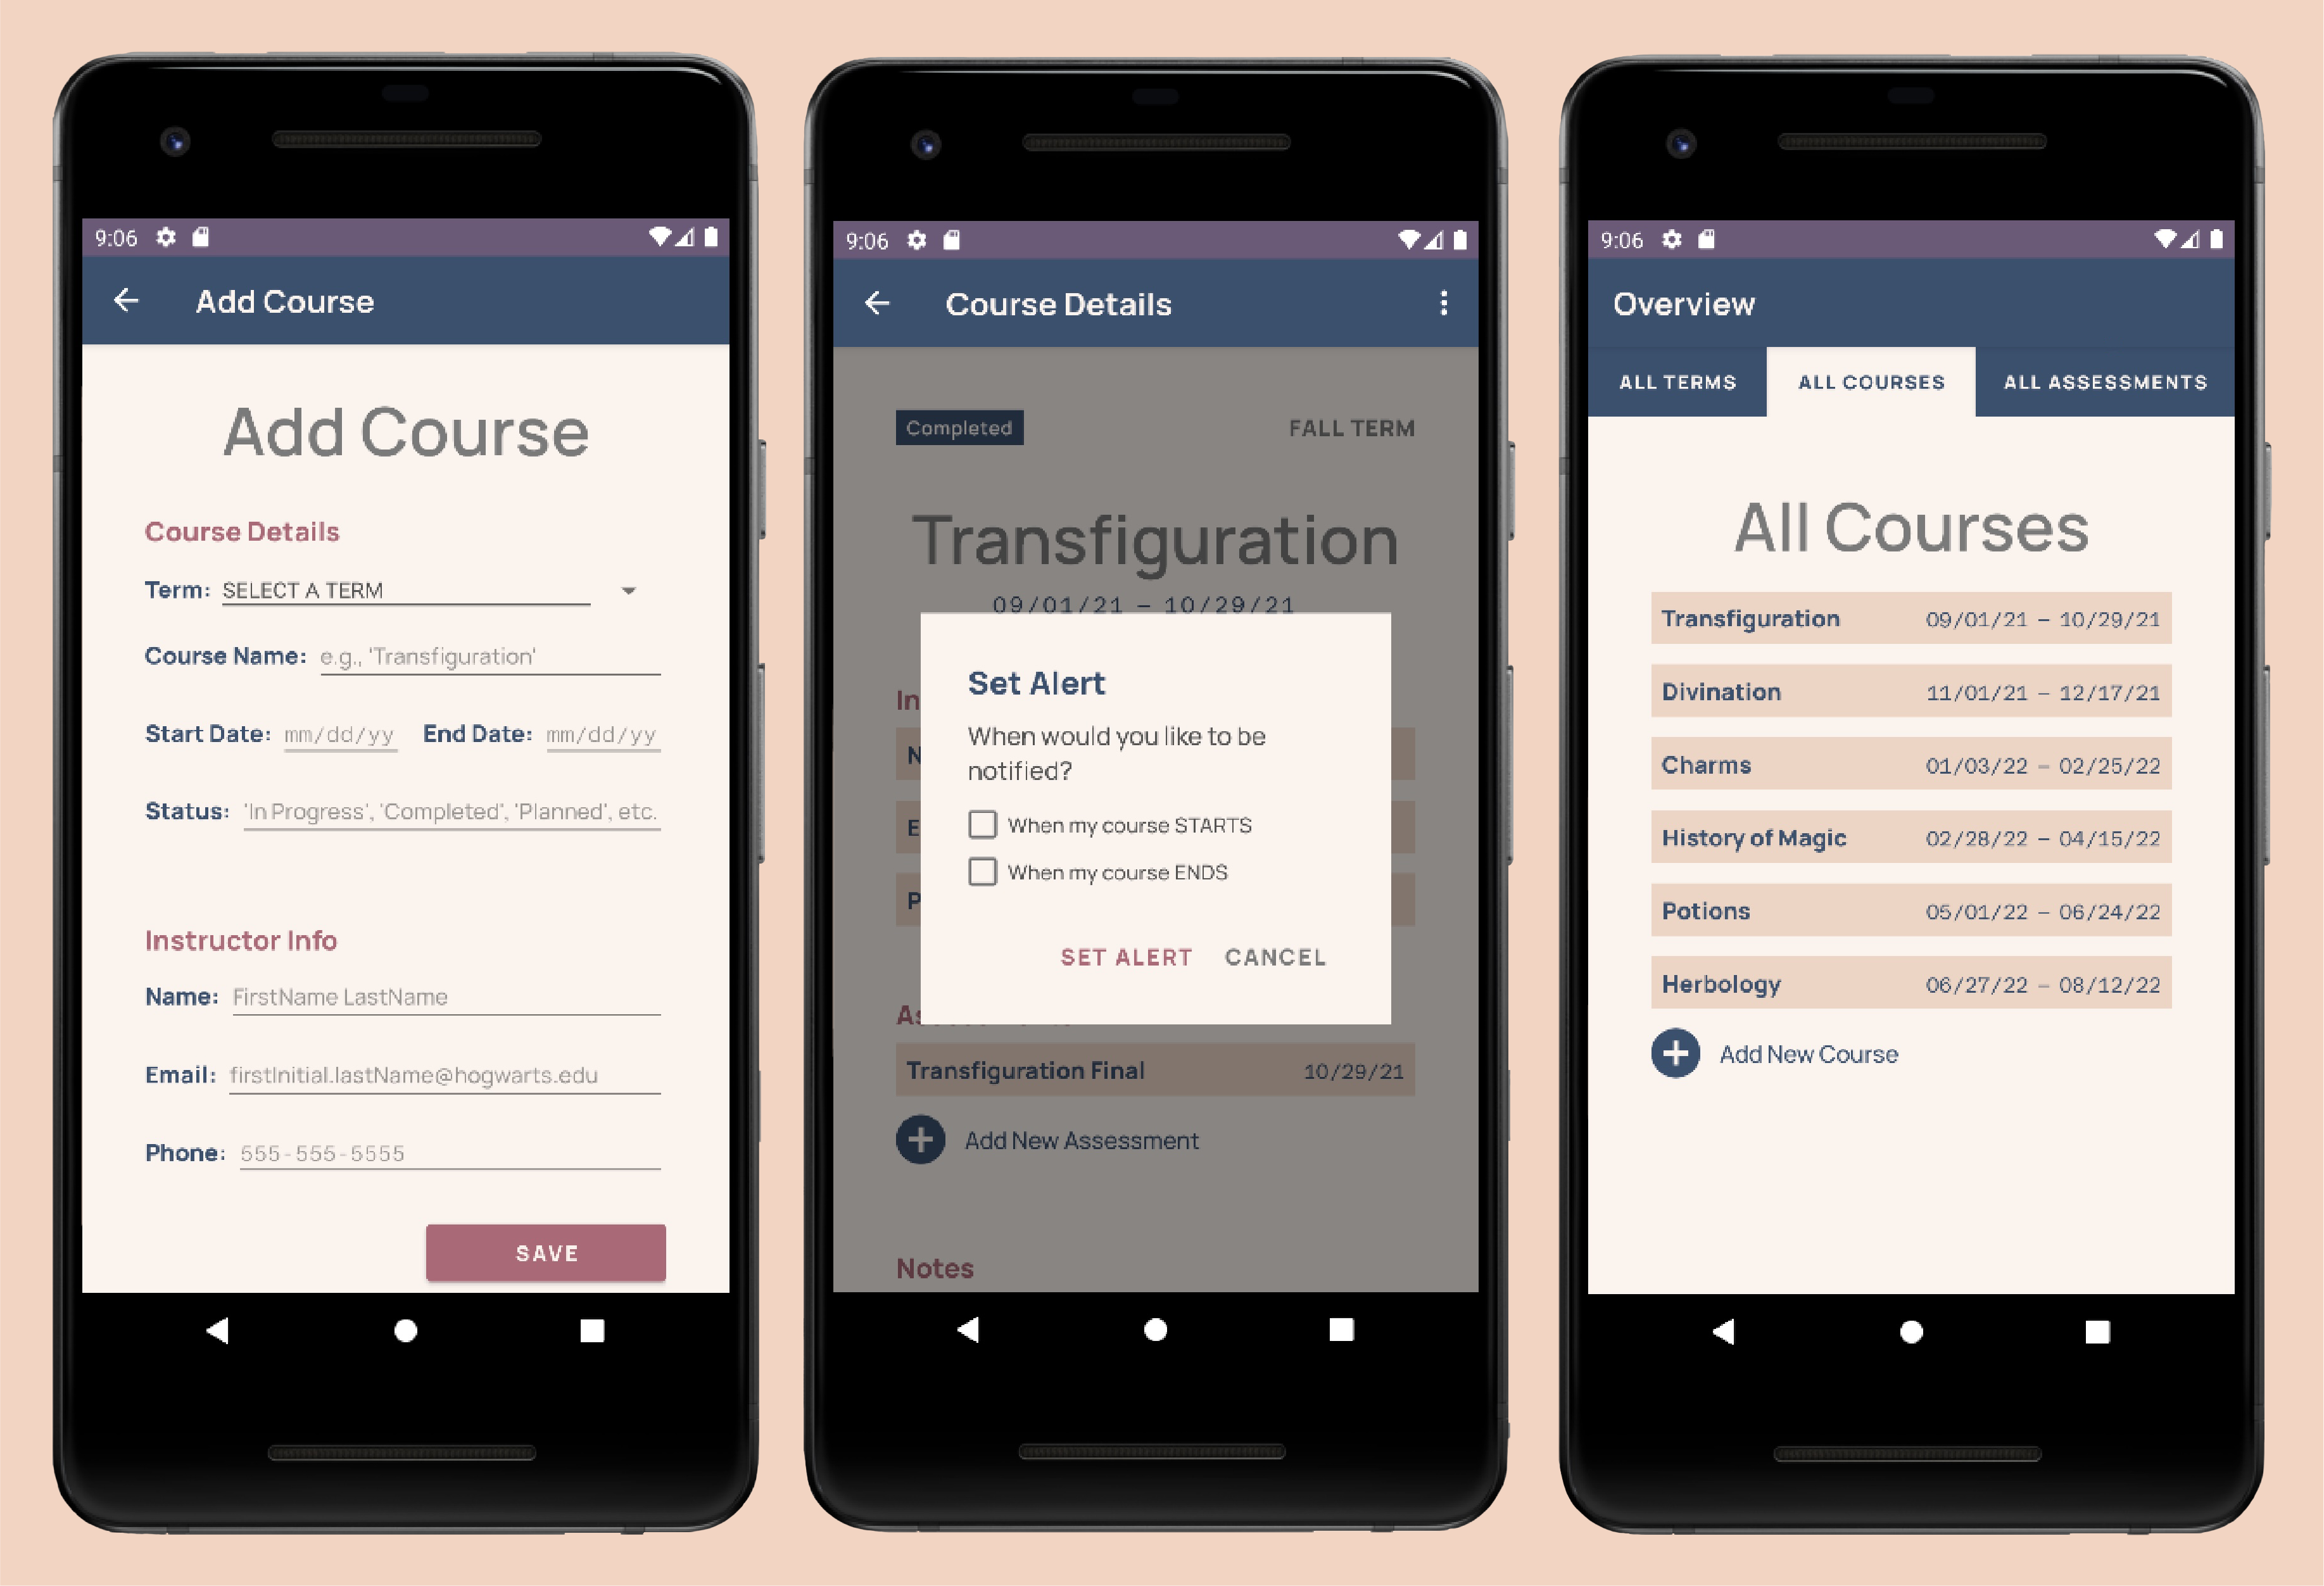 9:06
Add Course
Add Course
Course Details
Term: SELECT A TERM
Course Name: e.g., 'Transfiguration'
Start Date: mm/dd/yy End Date: mm/dd/yy
Status: 'In Progress', 'Completed', 'Planned', etc.
Instructor Info
Name: FirstName LastName
Email: firstInitial.lastName@hogwarts.edu
Phone: 555-555-5555
SAVE
9:06
Course Details
Completed FALL TERM
Transfiguration
09/01/21 – 10/29/21
Set Alert
When would you like to be
notified?
When my course STARTS
When my course ENDS
SET ALERT CANCEL
Transfiguration Final 10/29/21
Add New Assessment
Notes
9:06
Overview
ALL TERMS ALL COURSES ALL ASSESSMENTS
All Courses
Transfiguration 09/01/21 – 10/29/21
Divination 11/01/21 – 12/17/21
Charms 01/03/22 – 02/25/22
History of Magic 02/28/22 – 04/15/22
Potions 05/01/22 – 06/24/22
Herbology 06/27/22 – 08/12/22
Add New Course